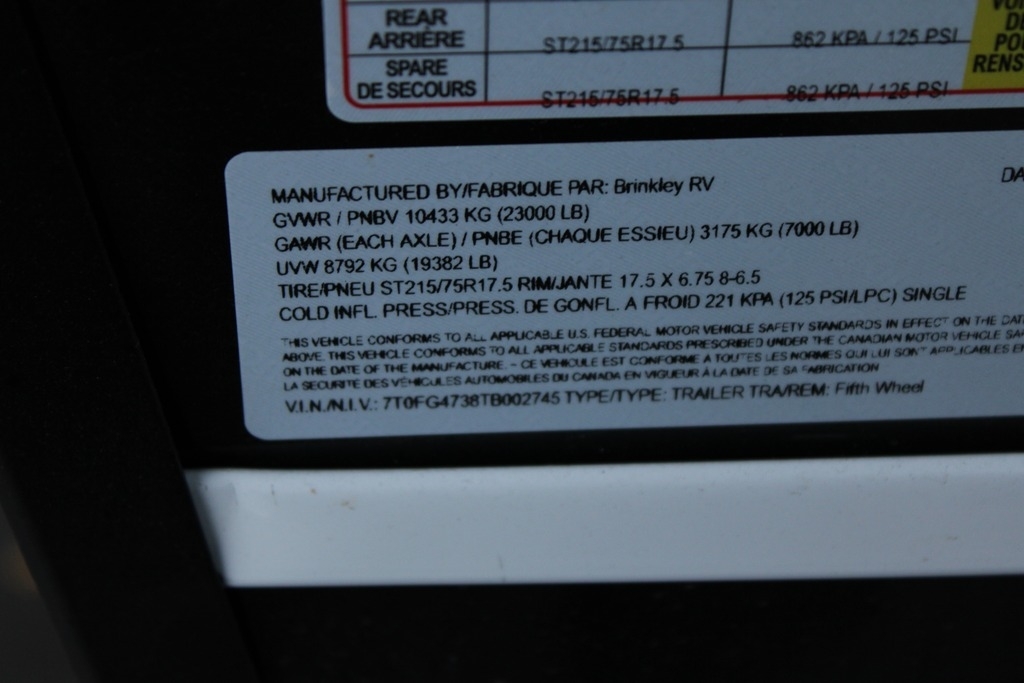 REAR
ARRIÈRE ST215/75R17.5 862 KPA / 125 PSI
SPARE
DE SECOURS ST215/75R17.5 862 KPA / 125 PSI
MANUFACTURED BY/FABRIQUE PAR: Brinkley RV
GVWR / PNBV 10433 KG (23000 LB)
GAWR (EACH AXLE) / PNBE (CHAQUE ESSIEU) 3175 KG (7000 LB)
UVW 8792 KG (19382 LB)
TIRE/PNEU ST215/75R17.5 RIM/JANTE 17.5 X 6.75 8-6.5
COLD INFL. PRESS/PRESS. DE GONFL. A FROID 221 KPA (125 PSI/LPC) SINGLE
THIS VEHICLE CONFORMS TO ALL APPLICABLE U.S. FEDERAL MOTOR VEHICLE SAFETY STANDARDS IN EFFECT ON THE
ABOVE. THIS VEHICLE CONFORMS TO ALL APPLICABLE STANDARDS PRESCRIBED UNDER THE CANADIAN MOTOR VEHICLE
ON THE DATE OF THE MANUFACTURE. - CE VEHICULE EST CONFORME A TOUTES LES NORMES QUI LUI SONT APPLICABLES
LA SECURITE DES VÉHICULES AUTOMOBILES DU CANADA EN VIGUEUR À LA DATE DE SA FABRICATION
V.I.N./N.I.V.: 7T0FG4738TB002745 TYPE/TYPE: TRAILER TRA/REM: Fifth Wheel